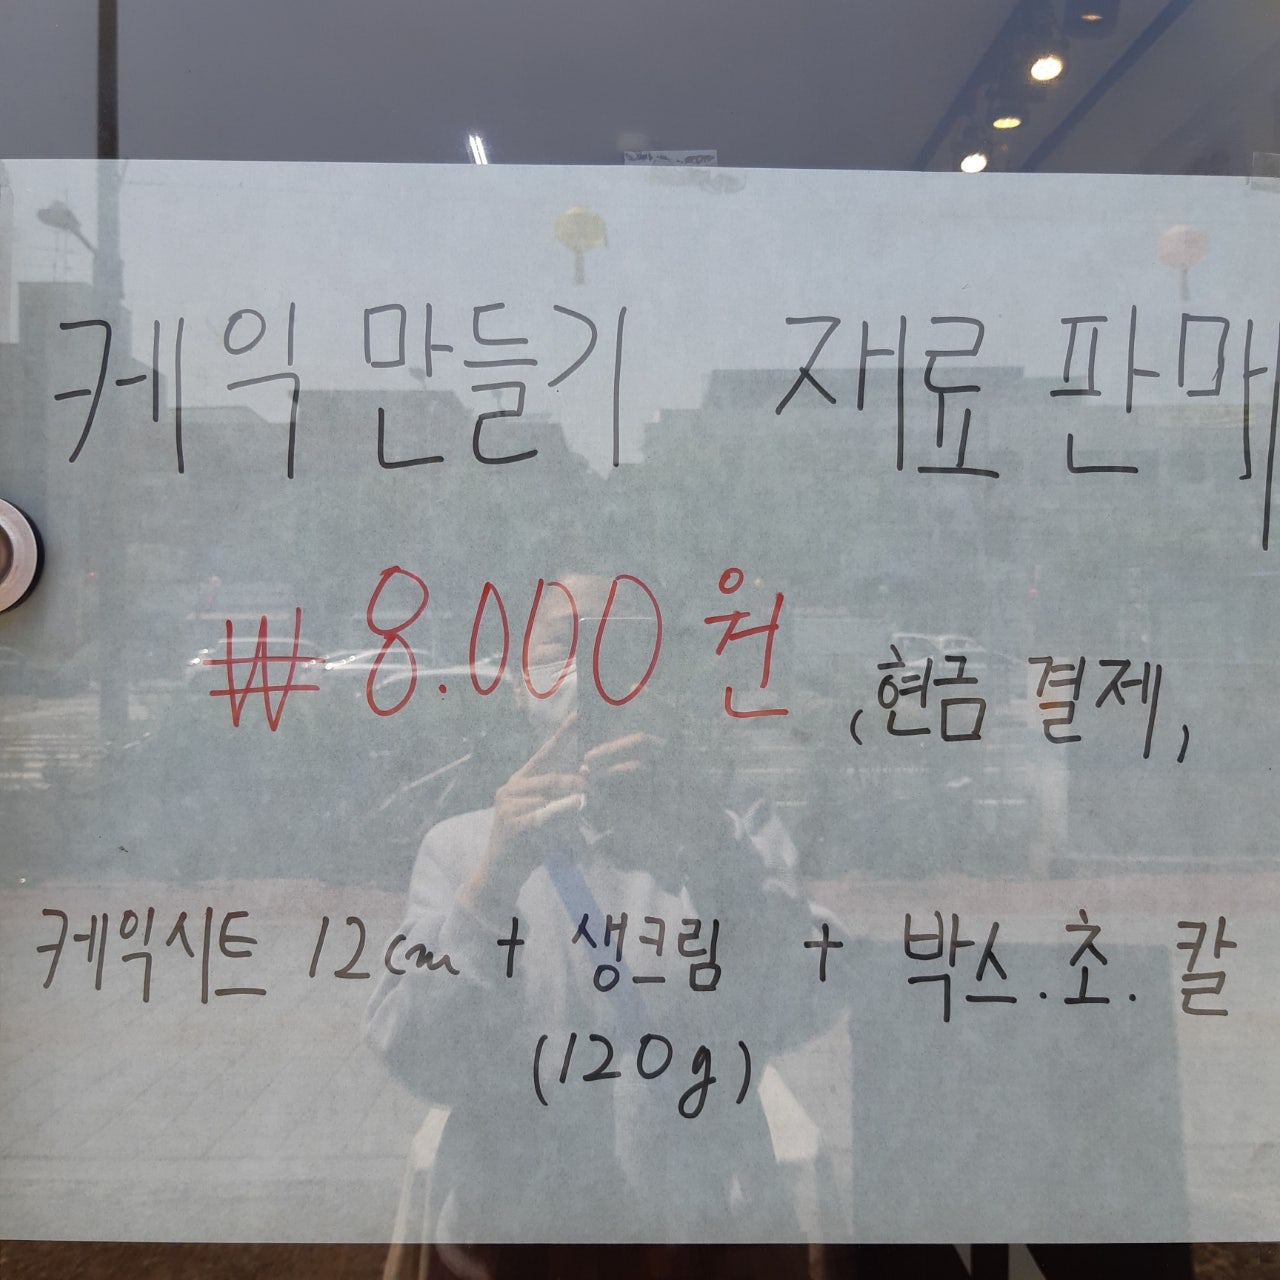 케익 만들기 재료 판매
₩ 8.000원 (현금 결제)
케익시트 12cm + 생크림 + 박스.초.칼
(120g)